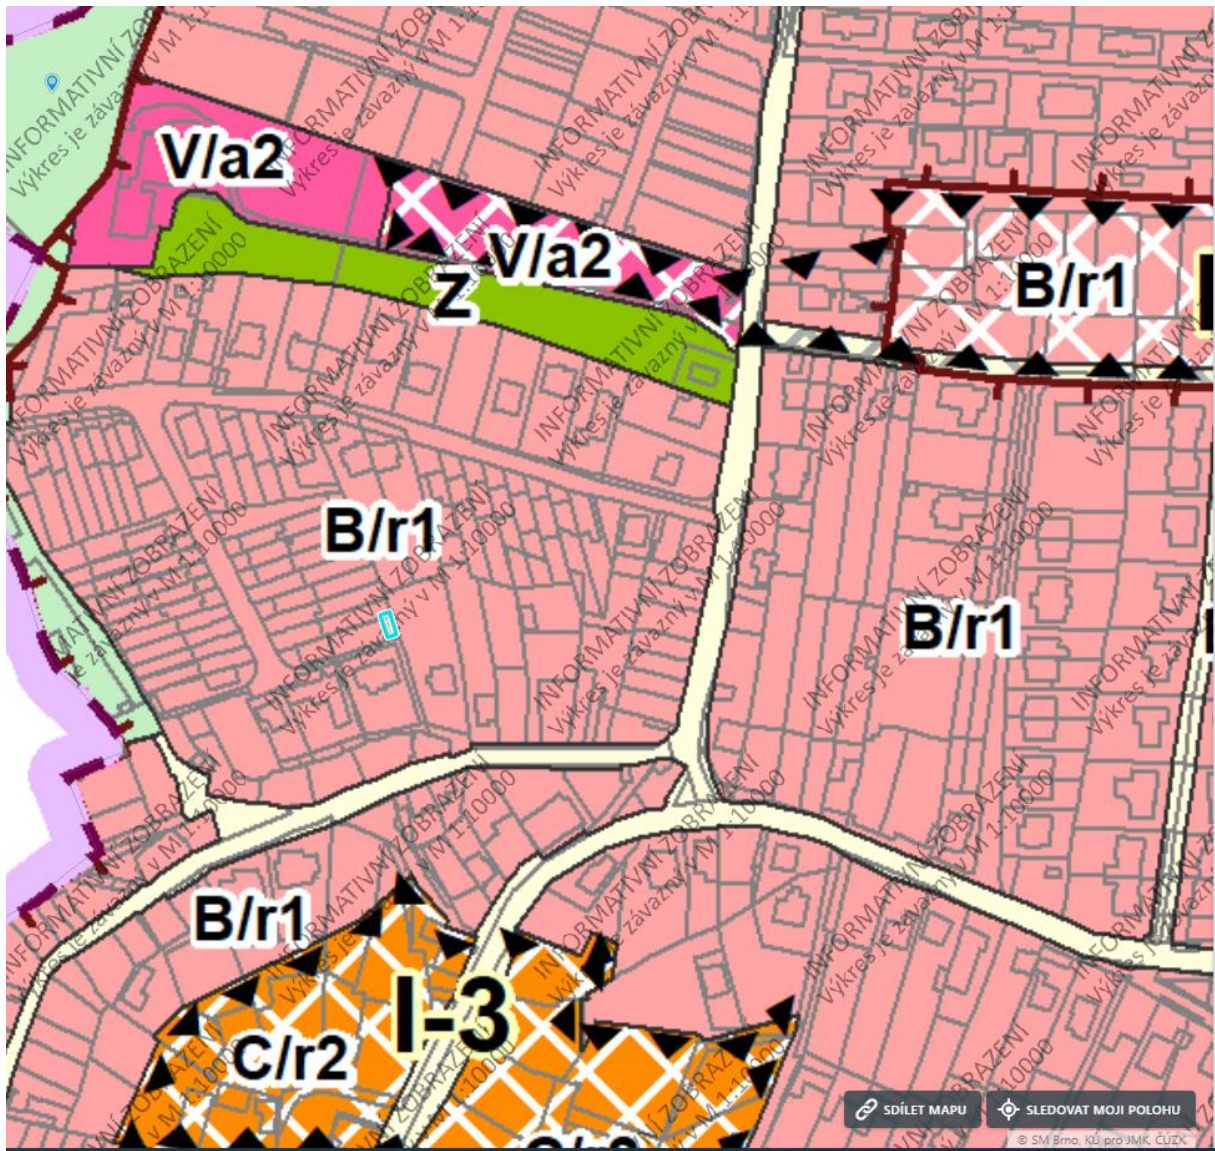 V/a2
V/a2
Z
B/r1
B/r1
B/r1
B/r1
I-3
C/r2
INFORMATIVNÍ ZOBRAZENÍ
Výkres je závazný v M 1:10000
SDÍLET MAPU
SLEDOVAT MOJI POLOHU
© SM Brno, KÚ pro JMK, ČÚZK